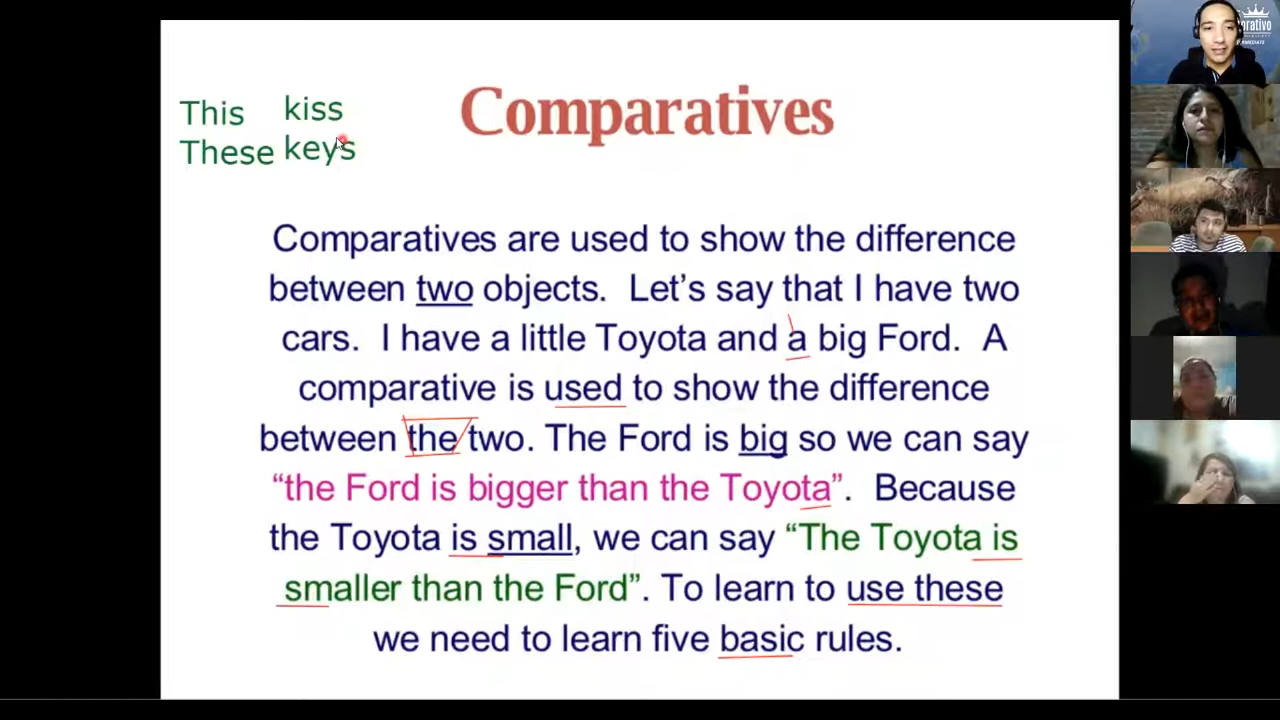 This kiss
These keys
Comparatives
Comparatives are used to show the difference
between two objects. Let's say that I have two
cars. I have a little Toyota and a big Ford. A
comparative is used to show the difference
between the two. The Ford is big so we can say
“the Ford is bigger than the Toyota”. Because
the Toyota is small, we can say “The Toyota is
smaller than the Ford”. To learn to use these
we need to learn five basic rules.